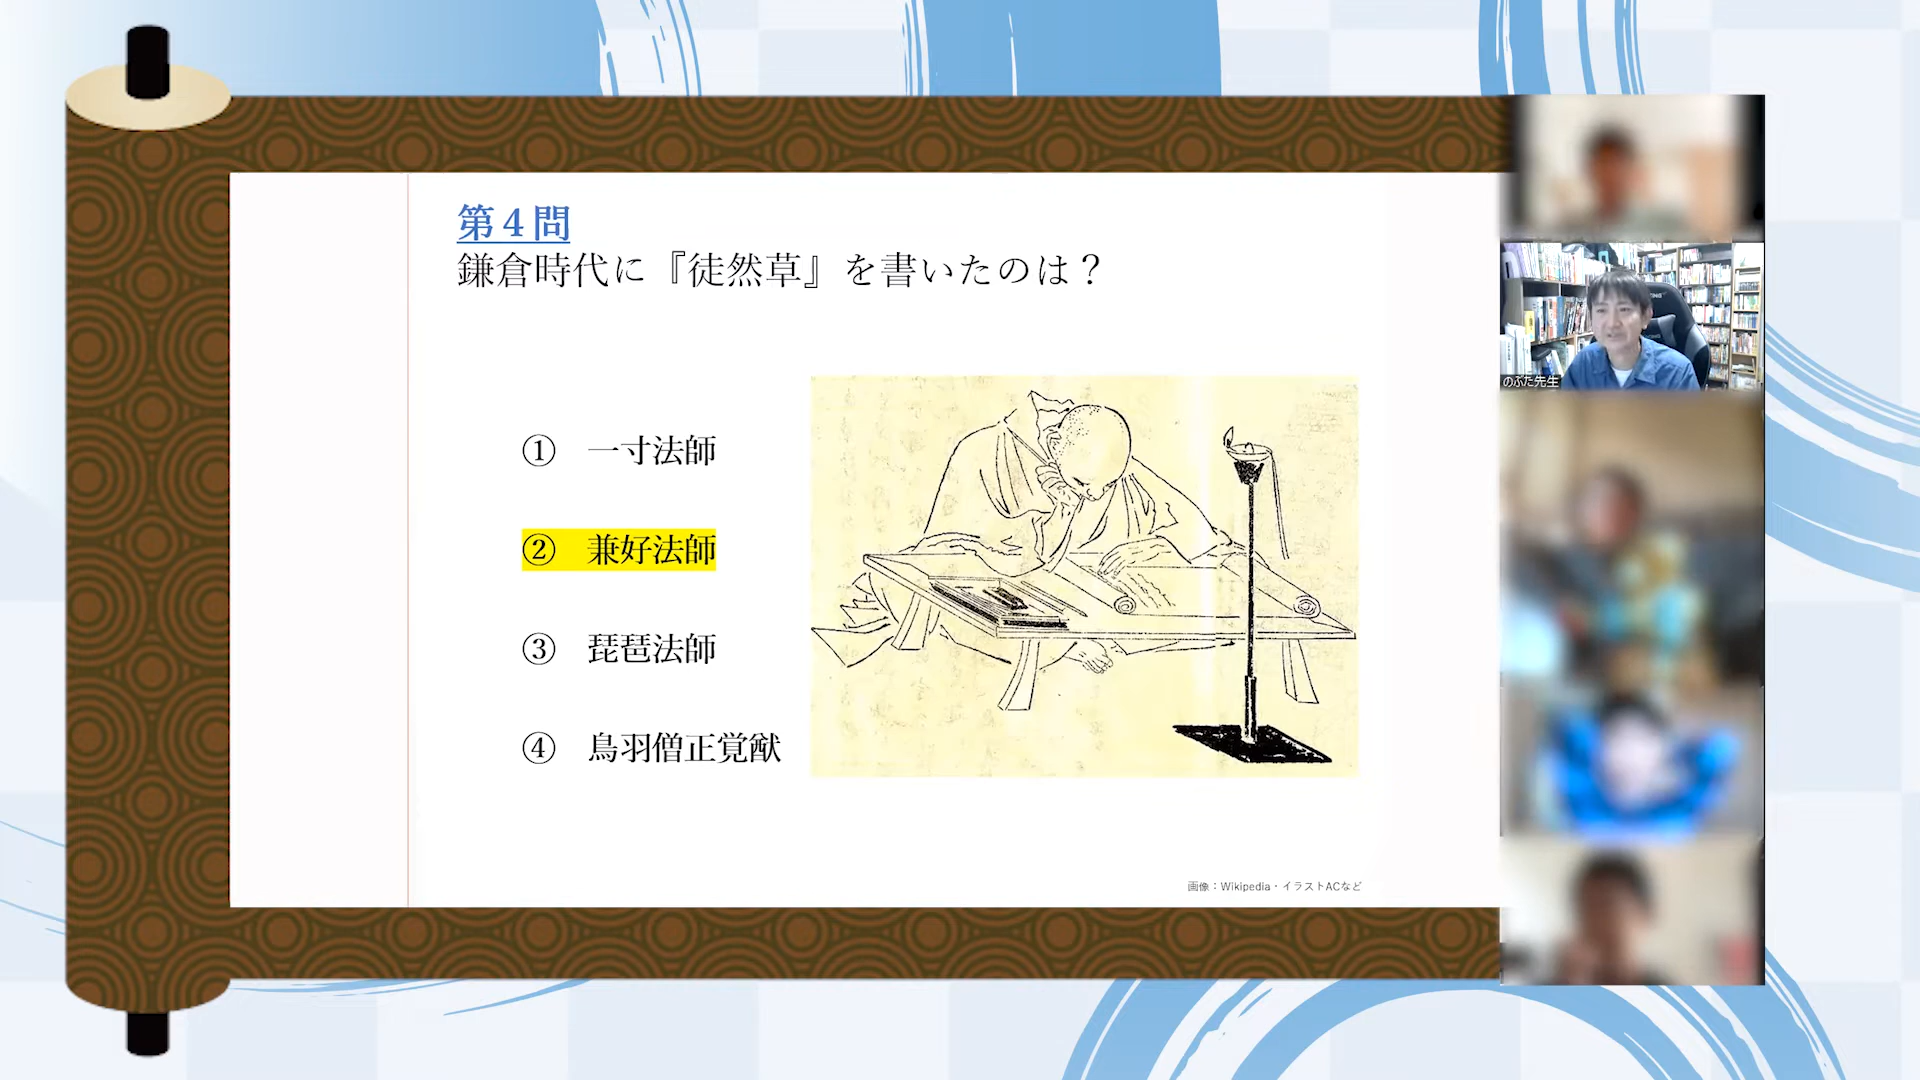 第４問
鎌倉時代に『徒然草』を書いたのは？
① 一寸法師
② 兼好法師
③ 琵琶法師
④ 鳥羽僧正覚猷
画像：Wikipedia・イラストACなど
のぶた先生